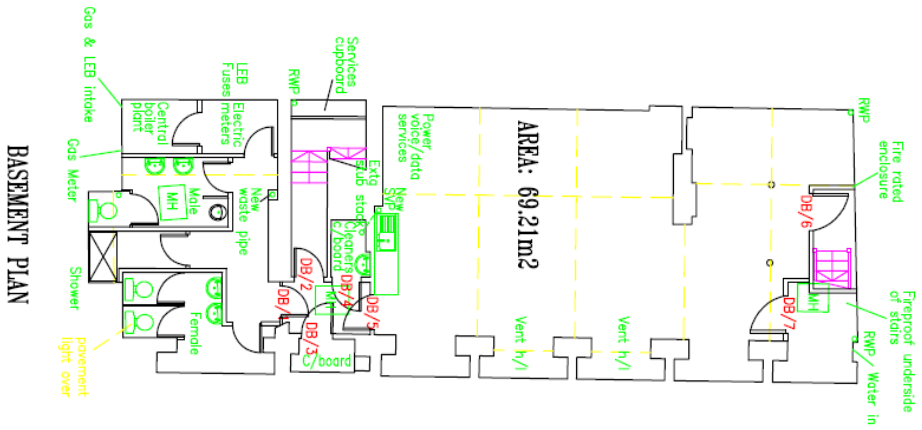 BASEMENT PLAN
Gas & LEB intake
Gas Meter
Shower
pavement
light over
Central
boiler
plant
LEB
Fuses
Electric
meters
RWP
Services
cupboard
Male
MH
New
waste pipe
Female
DB/1
DB/2
DB/3
DB/4
DB/5
C/board
Extg
stub stack
New
SVP
Cleaners
c/board
Power,
voice/data
services
AREA: 69.21m2
Vent h/l
Vent h/l
RWP
Fire rated
enclosure
DB/6
DB/7
MH
Fireproof underside
of stairs
RWP
Water in